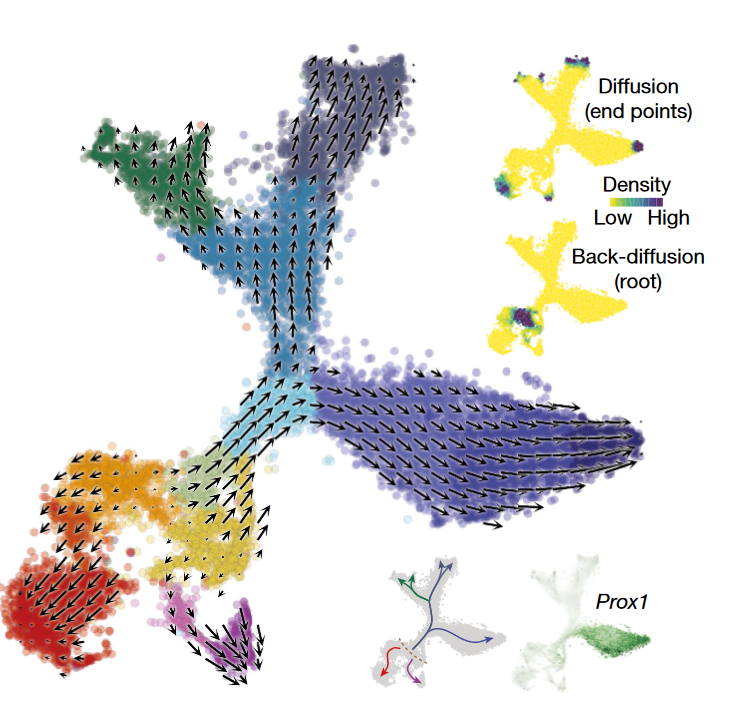 Diffusion
(end points)
Density
Low High
Back-diffusion
(root)
Prox1